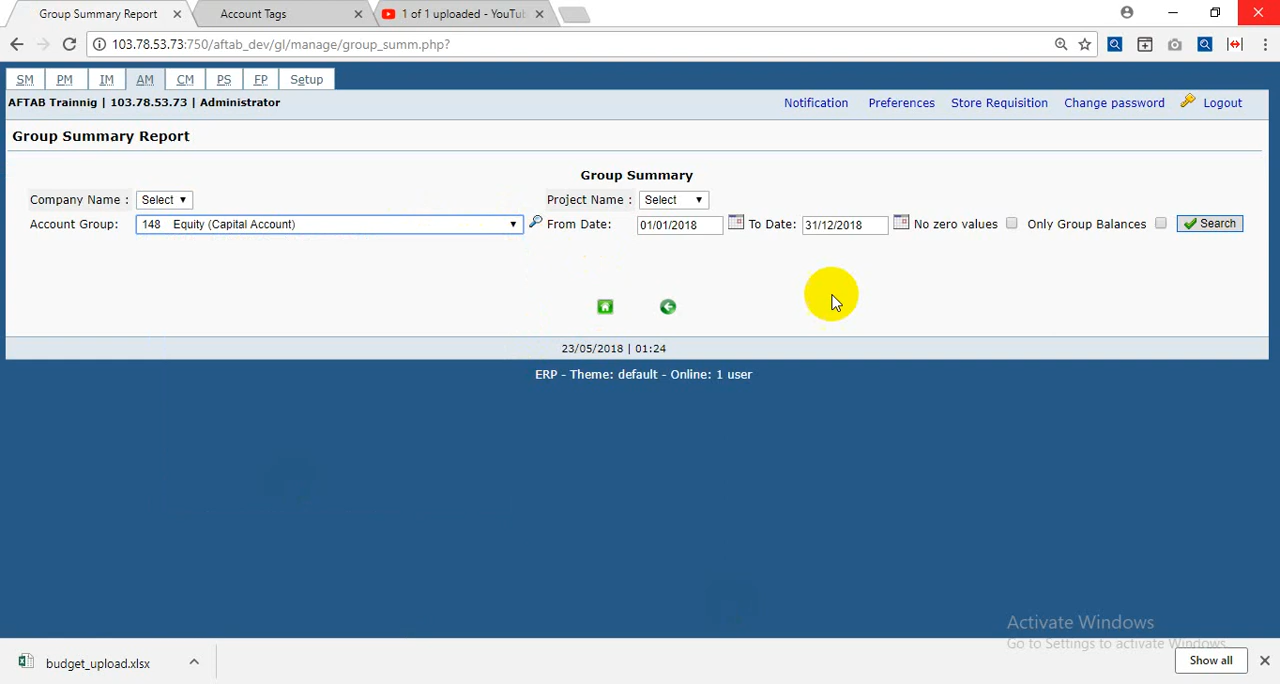 Group Summary Report
Account Tags
1 of 1 uploaded - YouTu
103.78.53.73:750/aftab_dev/gl/manage/group_summ.php?
SM PM IM AM CM PS FP Setup
AFTAB Trainnig | 103.78.53.73 | Administrator
Notification Preferences Store Requisition Change password Logout
Group Summary Report
Group Summary
Company Name : Select Project Name : Select
Account Group: 148 Equity (Capital Account) From Date: 01/01/2018 To Date: 31/12/2018 No zero values Only Group Balances Search
23/05/2018 | 01:24
ERP - Theme: default - Online: 1 user
Activate Windows
Go to Settings to activate Windows.
budget_upload.xlsx
Show all